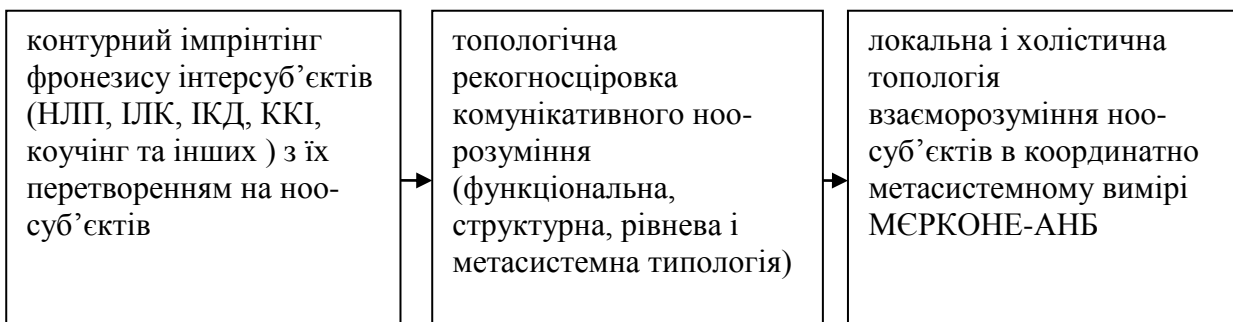 контурний імпрінтінг
фронезису інтерсуб’єктів
(НЛП, ІЛК, ІКД, ККІ,
коучінг та інших ) з їх
перетворенням на ноо-
суб’єктів
топологічна
рекогносціровка
комунікативного ноо-
розуміння
(функціональна,
структурна, рівнева і
метасистемна типологія)
локальна і холістична
топологія
взаєморозуміння ноо-
суб’єктів в координатно
метасистемному вимірі
МЄРКОНЕ-АНБ